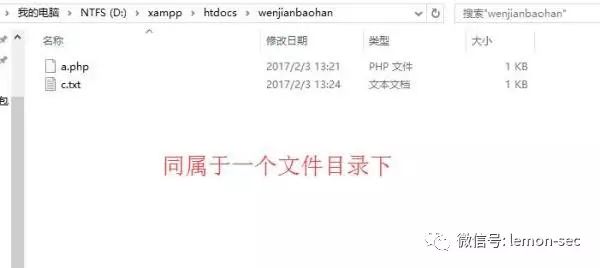 我的电脑 > NTFS (D:) > xampp > htdocs > wenjianbaohan
搜索"wenjianbaohan"
名称 修改日期 类型 大小
a.php 2017/2/3 13:21 PHP 文件 1 KB
c.txt 2017/2/3 13:24 文本文档 1 KB
包
同属于一个文件目录下
微信号: lemon-sec